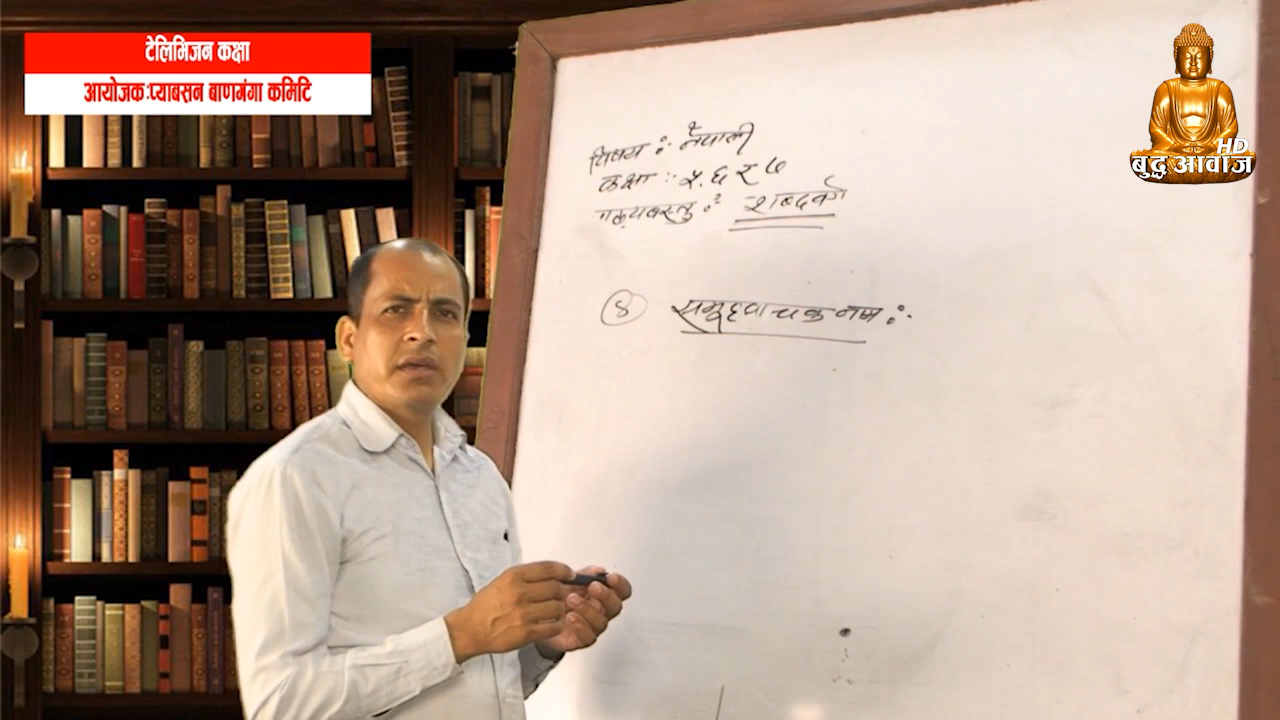 टेलिभिजन कक्षा
आयोजक:प्याबसन बाणगंगा कमिटि
HD
बुद्ध आवाज
विषय : नेपाली
कक्षा : ५, ६ र ७
पाठ्यवस्तु : शब्दको
४ समूहवाचक नाम :